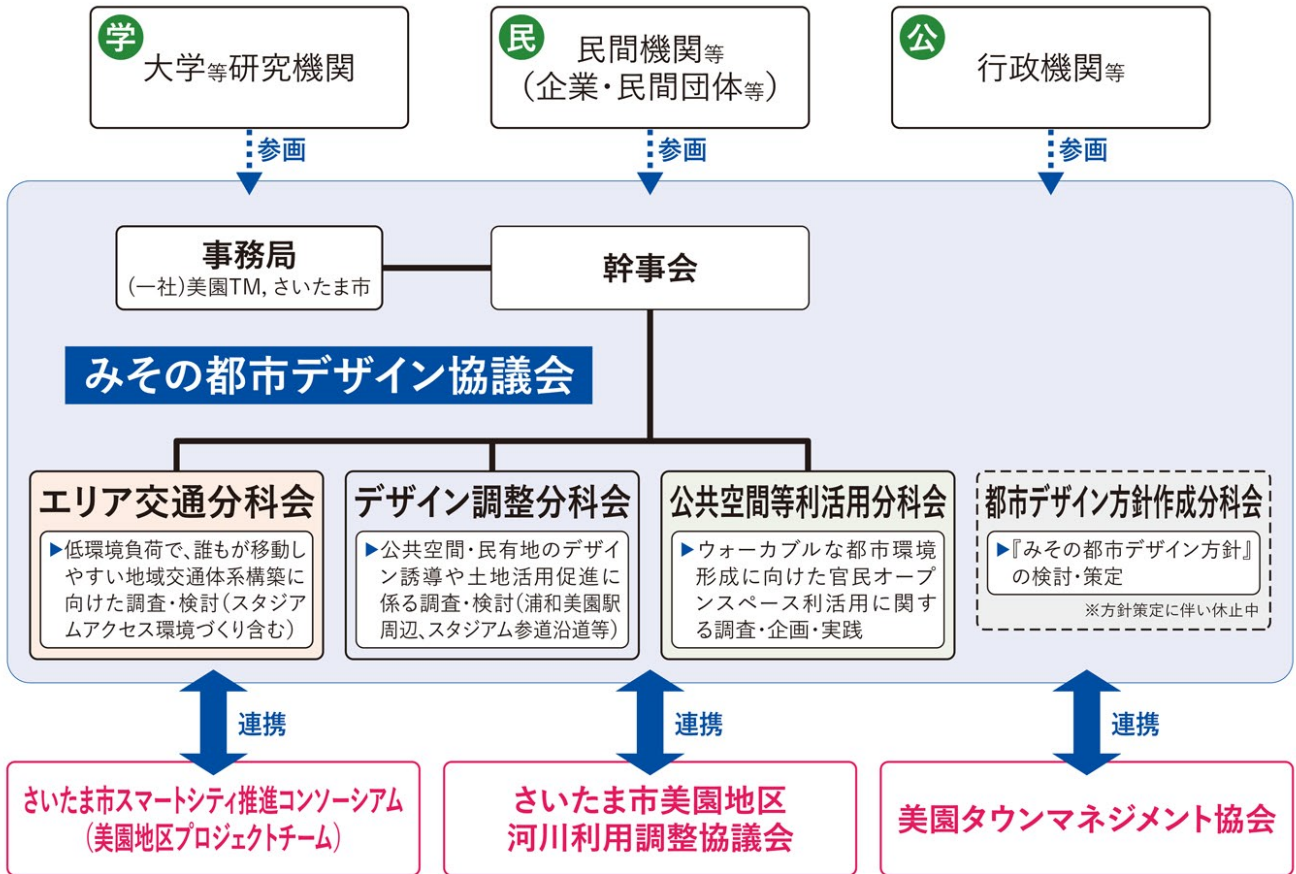 学
大学等研究機関
民
民間機関等
(企業・民間団体等)
公
行政機関等
参画
参画
参画
事務局
(一社)美園TM, さいたま市
幹事会
みその都市デザイン協議会
エリア交通分科会
▶低環境負荷で、誰もが移動し
やすい地域交通体系構築に
向けた調査・検討(スタジア
ムアクセス環境づくり含む)
デザイン調整分科会
▶公共空間・民有地のデザイ
ン誘導や土地活用促進に
係る調査・検討(浦和美園駅
周辺、スタジアム参道沿道等)
公共空間等利活用分科会
▶ウォーカブルな都市環境
形成に向けた官民オープ
ンスペース利活用に関す
る調査・企画・実践
都市デザイン方針作成分科会
▶『みその都市デザイン方針』
の検討・策定
※方針策定に伴い休止中
連携
連携
連携
さいたま市スマートシティ推進コンソーシアム
(美園地区プロジェクトチーム)
さいたま市美園地区
河川利用調整協議会
美園タウンマネジメント協会